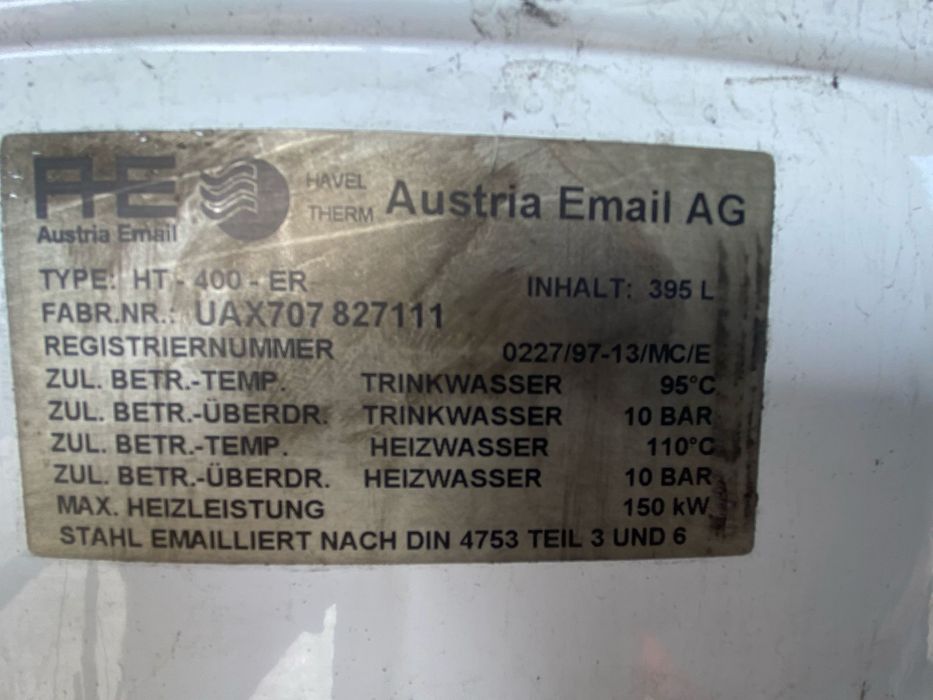 AE
Austria Email
HAVEL
THERM
Austria Email AG
TYPE: HT - 400 - ER INHALT: 395 L
FABR.NR.: UAX707 827111
REGISTRIERNUMMER 0227/97-13/MC/E
ZUL. BETR.-TEMP. TRINKWASSER 95°C
ZUL. BETR.-ÜBERDR. TRINKWASSER 10 BAR
ZUL. BETR.-TEMP. HEIZWASSER 110°C
ZUL. BETR.-ÜBERDR. HEIZWASSER 10 BAR
MAX. HEIZLEISTUNG 150 kW
STAHL EMAILLIERT NACH DIN 4753 TEIL 3 UND 6